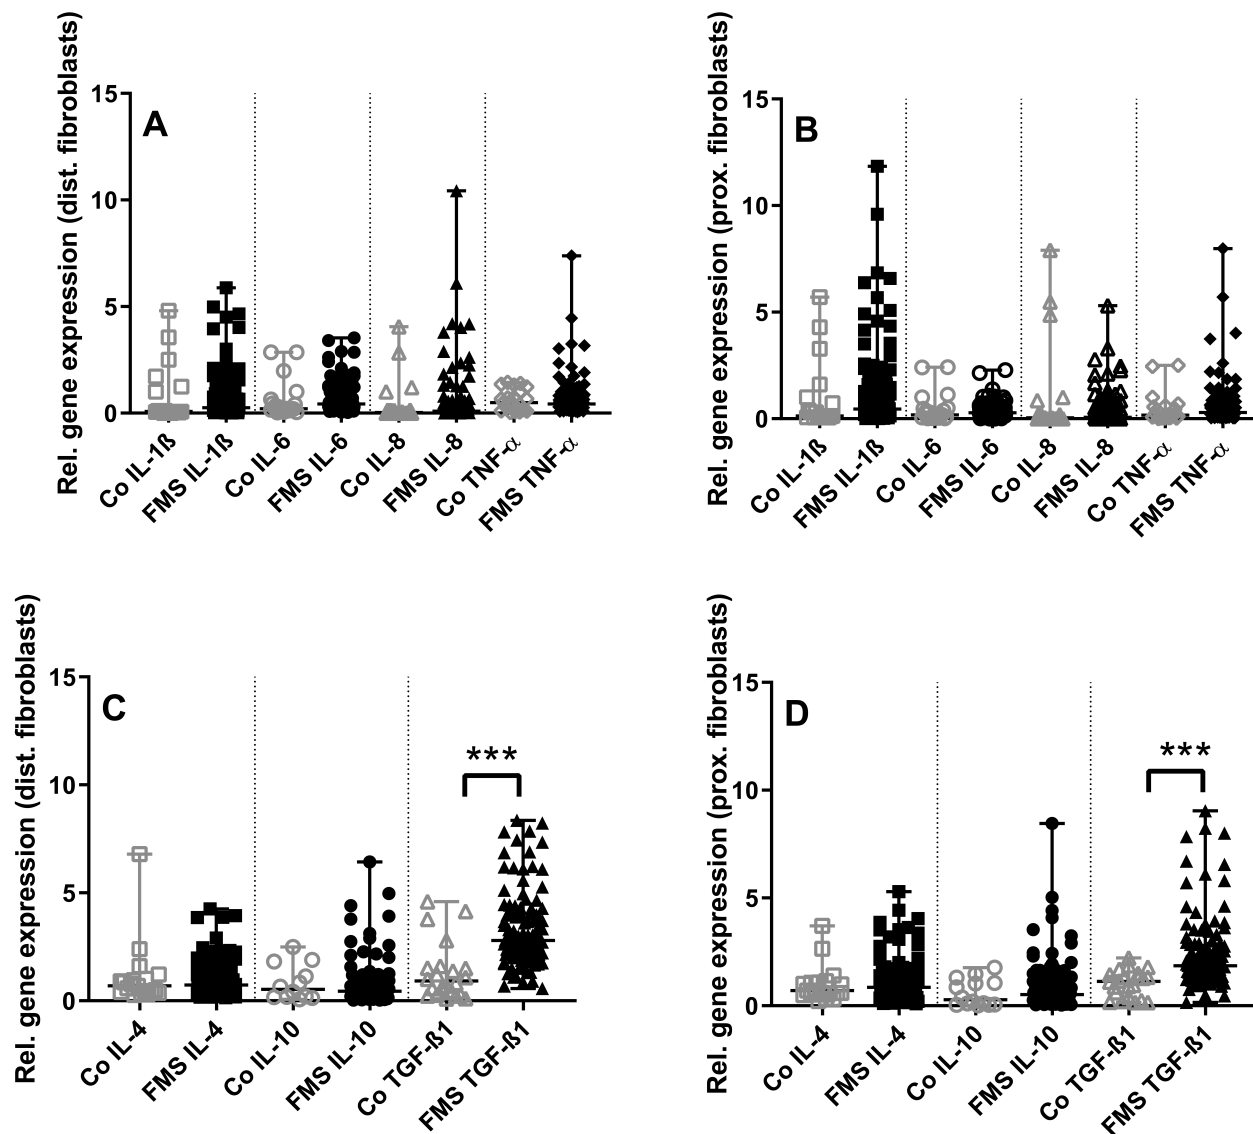 Rel. gene expression (dist. fibroblasts)
15
10
5
0
A
Co IL-1ß
FMS IL-1ß
Co IL-6
FMS IL-6
Co IL-8
FMS IL-8
Co TNF-α
FMS TNF-α
Rel. gene expression (prox. fibroblasts)
15
10
5
0
B
Co IL-1ß
FMS IL-1ß
Co IL-6
FMS IL-6
Co IL-8
FMS IL-8
Co TNF-α
FMS TNF-α
Rel. gene expression (dist. fibroblasts)
15
10
5
0
C
***
Co IL-4
FMS IL-4
Co IL-10
FMS IL-10
Co TGF-ß1
FMS TGF-ß1
Rel. gene expression (prox. fibroblasts)
15
10
5
0
D
***
Co IL-4
FMS IL-4
Co IL-10
FMS IL-10
Co TGF-ß1
FMS TGF-ß1